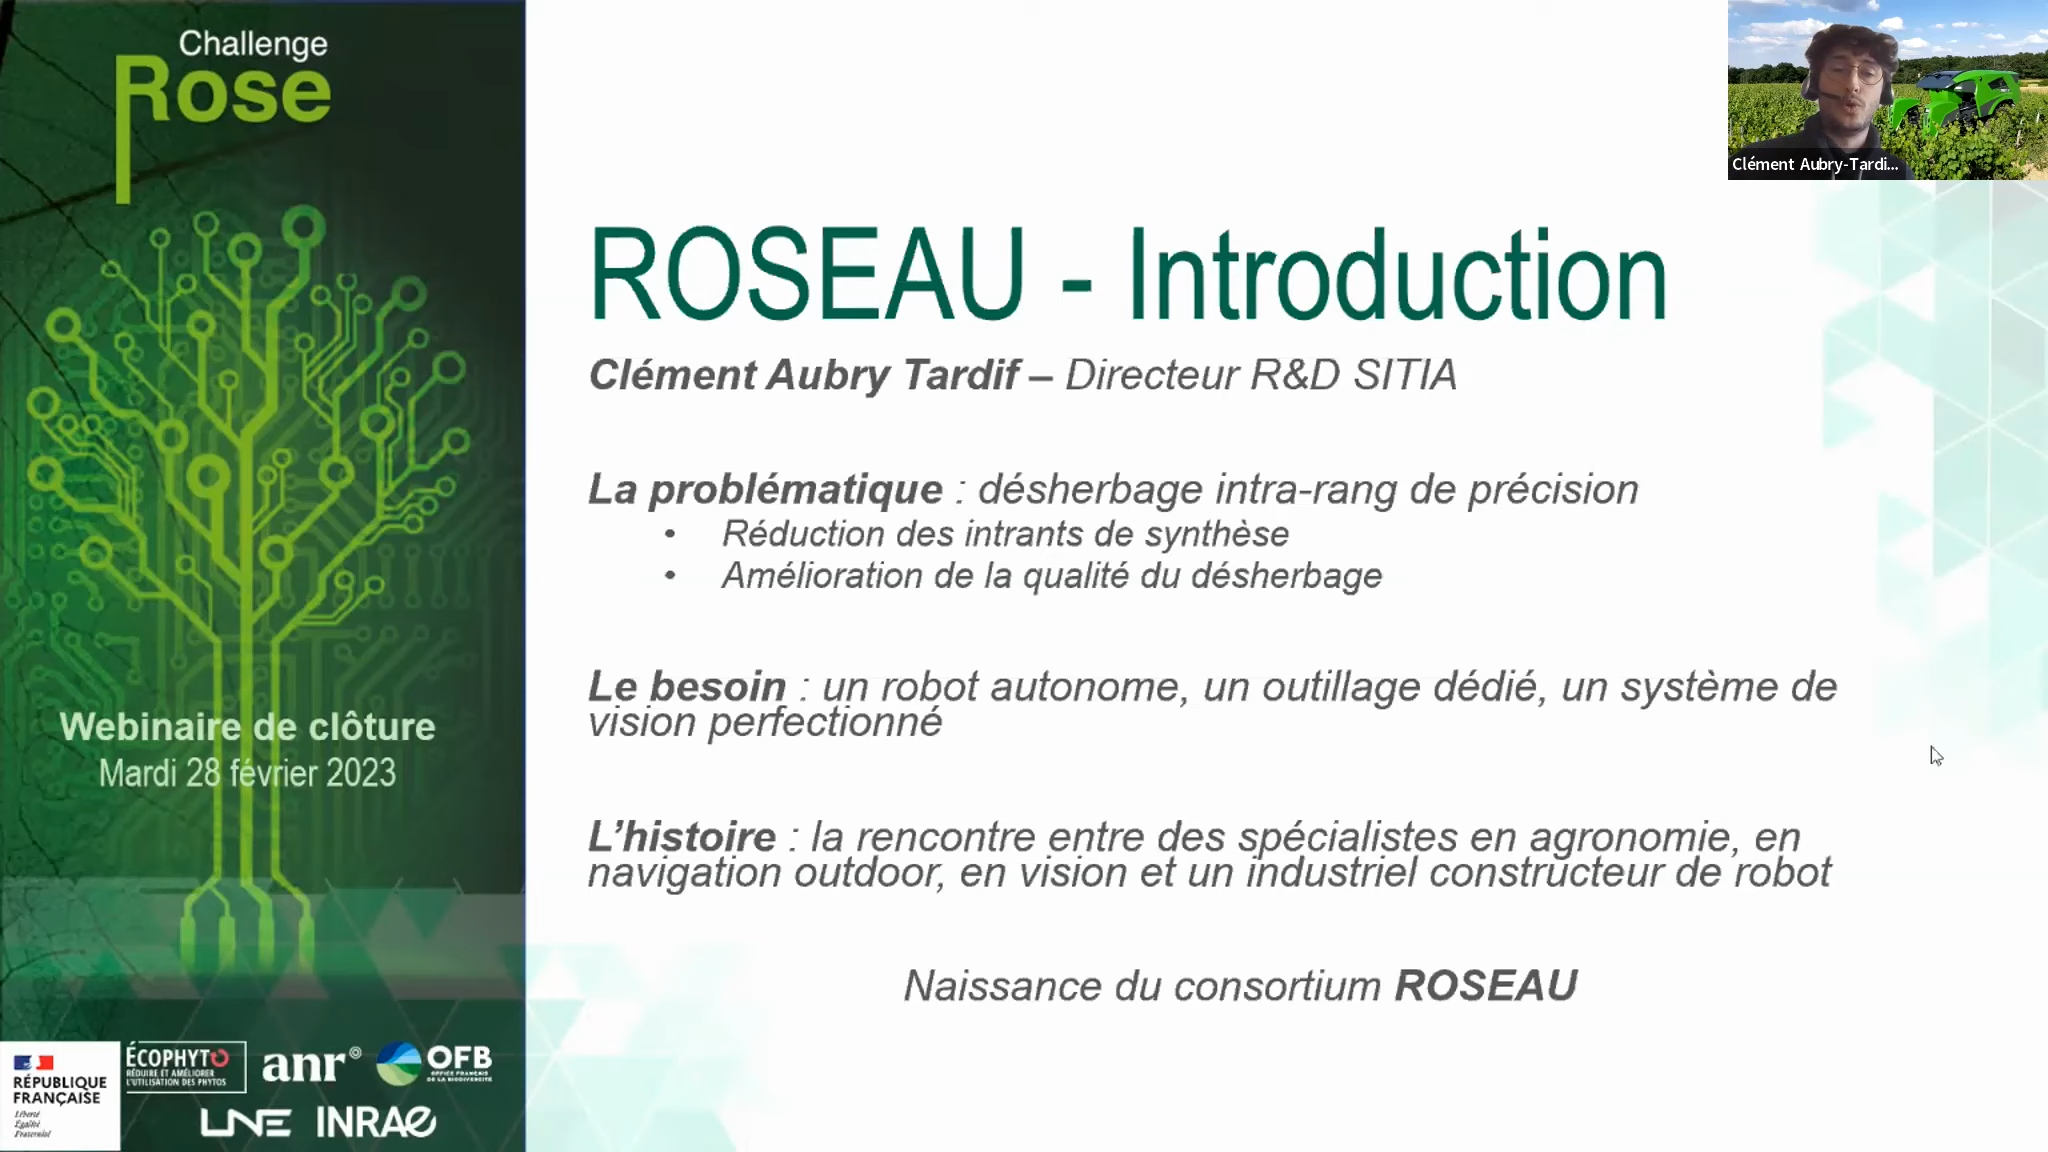 Challenge
Rose
Webinaire de clôture
Mardi 28 février 2023
RÉPUBLIQUE
FRANÇAISE
Liberté
Égalité
Fraternité
ÉCOPHYTO
RÉDUIRE ET AMÉLIORER
L'UTILISATION DES PHYTOS
anr
OFB
OFFICE FRANÇAIS
DE LA BIODIVERSITÉ
LNE
INRAE
Clément Aubry-Tardi...
ROSEAU - Introduction
Clément Aubry Tardif – Directeur R&D SITIA
La problématique : désherbage intra-rang de précision
• Réduction des intrants de synthèse
• Amélioration de la qualité du désherbage
Le besoin : un robot autonome, un outillage dédié, un système de
vision perfectionné
L’histoire : la rencontre entre des spécialistes en agronomie, en
navigation outdoor, en vision et un industriel constructeur de robot
Naissance du consortium ROSEAU